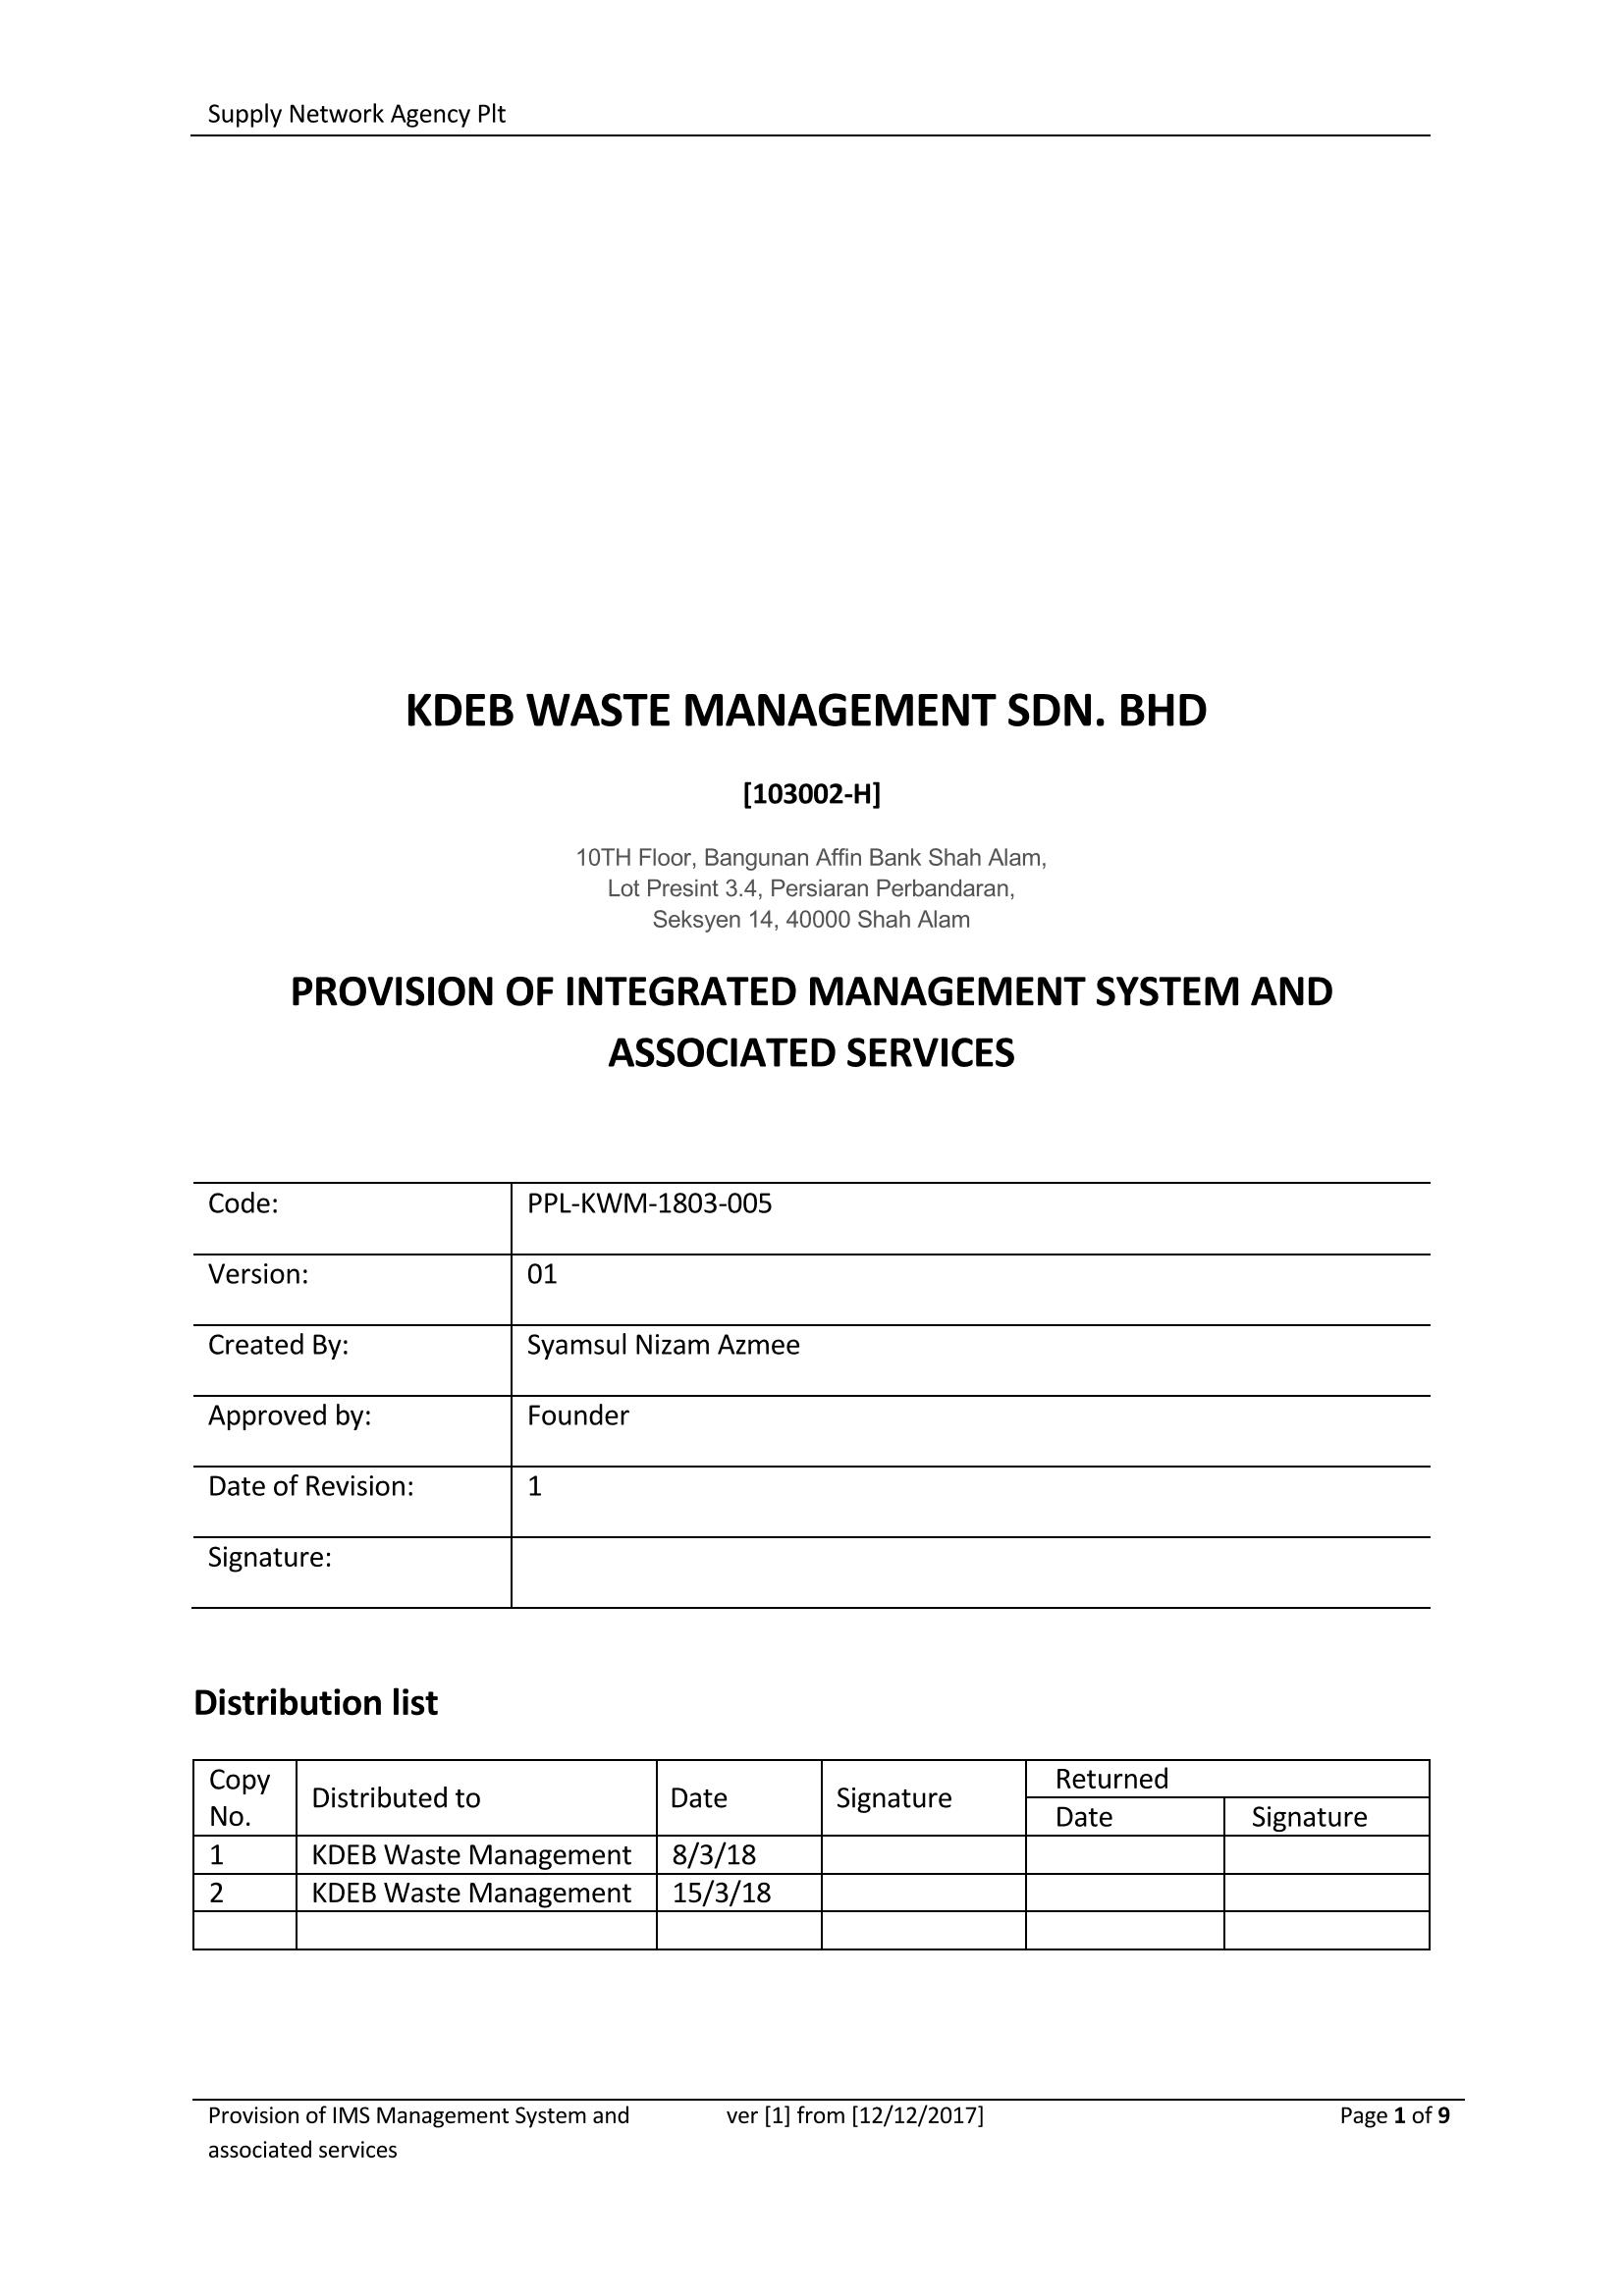 Supply Network Agency Plt
KDEB WASTE MANAGEMENT SDN. BHD
[103002-H]
10TH Floor, Bangunan Affin Bank Shah Alam,
Lot Presint 3.4, Persiaran Perbandaran,
Seksyen 14, 40000 Shah Alam
PROVISION OF INTEGRATED MANAGEMENT SYSTEM AND
ASSOCIATED SERVICES
Code: PPL-KWM-1803-005
Version: 01
Created By: Syamsul Nizam Azmee
Approved by: Founder
Date of Revision: 1
Signature:
Distribution list
Copy No. Distributed to Date Signature Returned
Date Signature
1 KDEB Waste Management 8/3/18
2 KDEB Waste Management 15/3/18
Provision of IMS Management System and ver [1] from [12/12/2017] Page 1 of 9
associated services